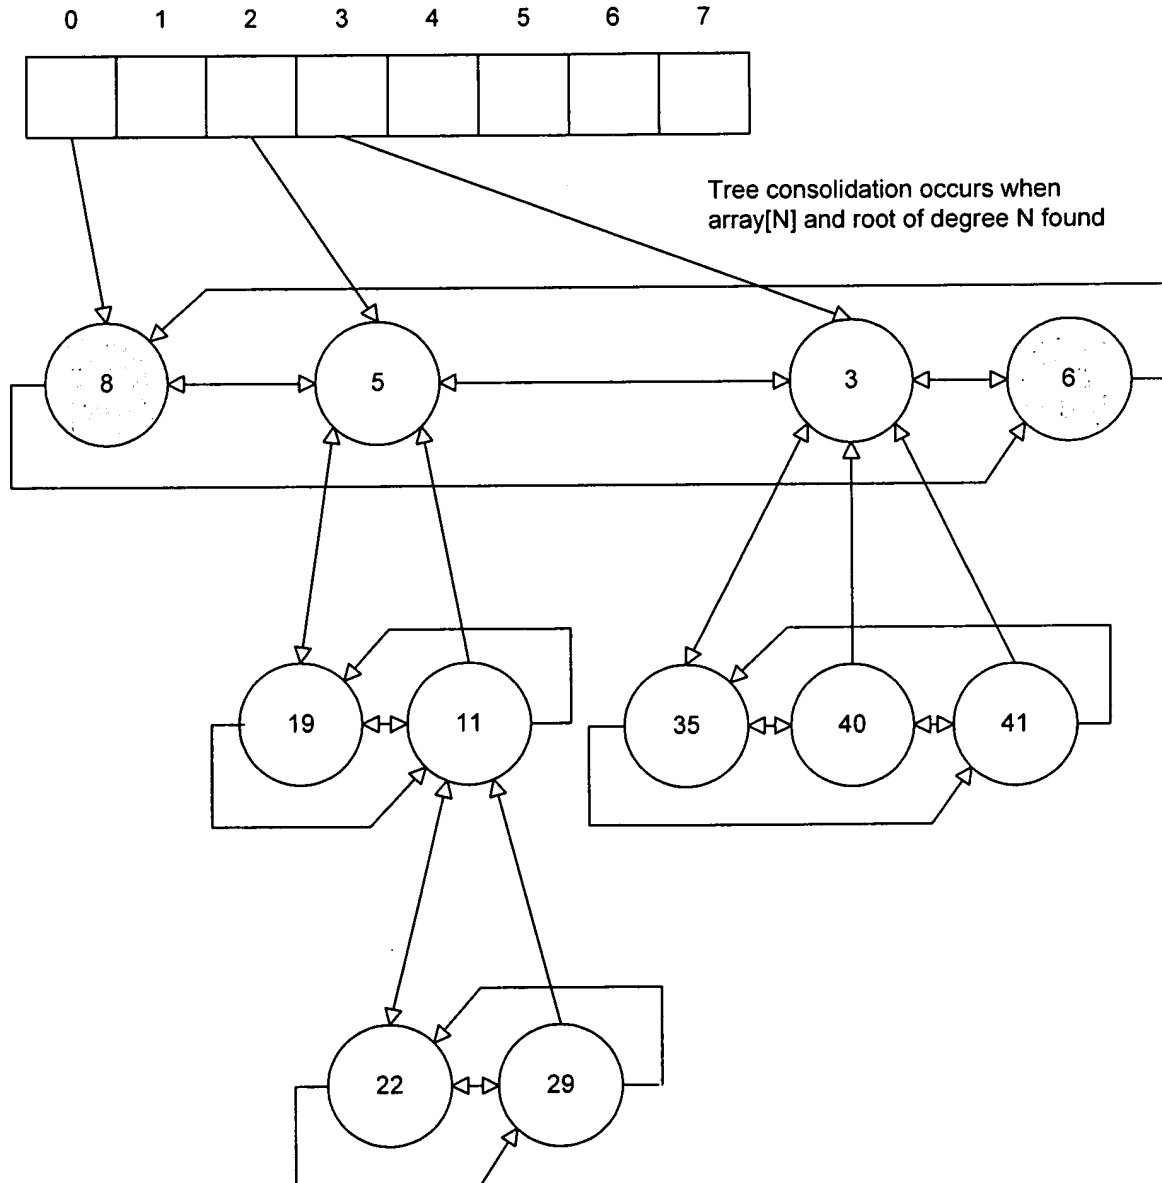 0 1 2 3 4 5 6 7
Tree consolidation occurs when
array[N] and root of degree N found
8 5 3 6
19 11 35 40 41
22 29